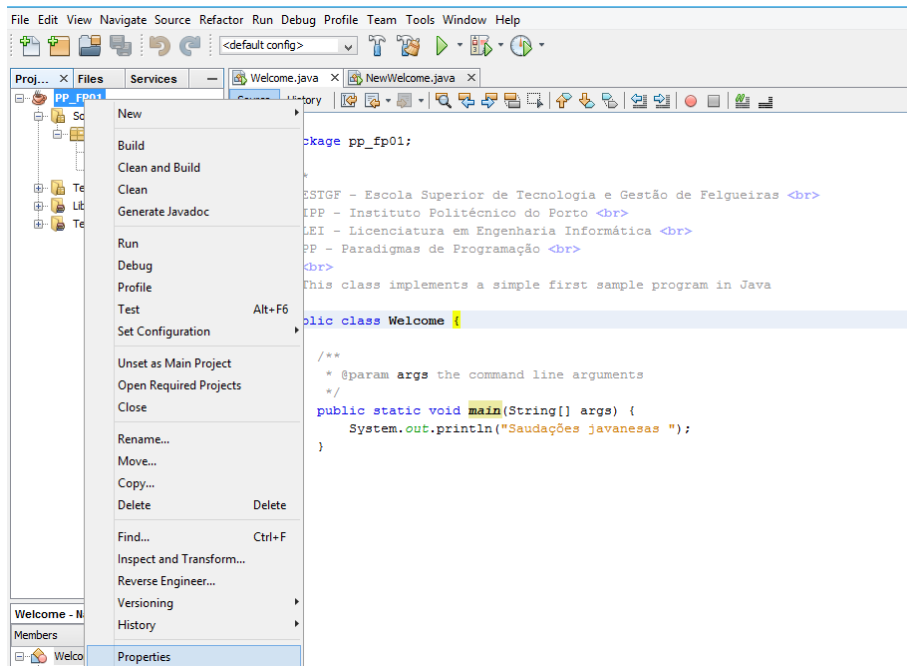 File Edit View Navigate Source Refactor Run Debug Profile Team Tools Window Help
<default config>
Proj... × Files Services
Welcome.java × NewWelcome.java ×
PP_FP01
History
New
Build
Clean and Build
Clean
Generate Javadoc
Run
Debug
Profile
Test Alt+F6
Set Configuration
Unset as Main Project
Open Required Projects
Close
Rename...
Move...
Copy...
Delete Delete
Find... Ctrl+F
Inspect and Transform...
Reverse Engineer...
Versioning
History
Properties
ckage pp_fp01;
*
ESTGF - Escola Superior de Tecnologia e Gestão de Felgueiras <br>
IPP - Instituto Politécnico do Porto <br>
LEI - Licenciatura em Engenharia Informática <br>
PP - Paradigmas de Programação <br>
<br>
This class implements a simple first sample program in Java
blic class Welcome {
/**
* @param args the command line arguments
*/
public static void main(String[] args) {
System.out.println("Saudações javanesas ");
}
Welcome - N
Members
Welco